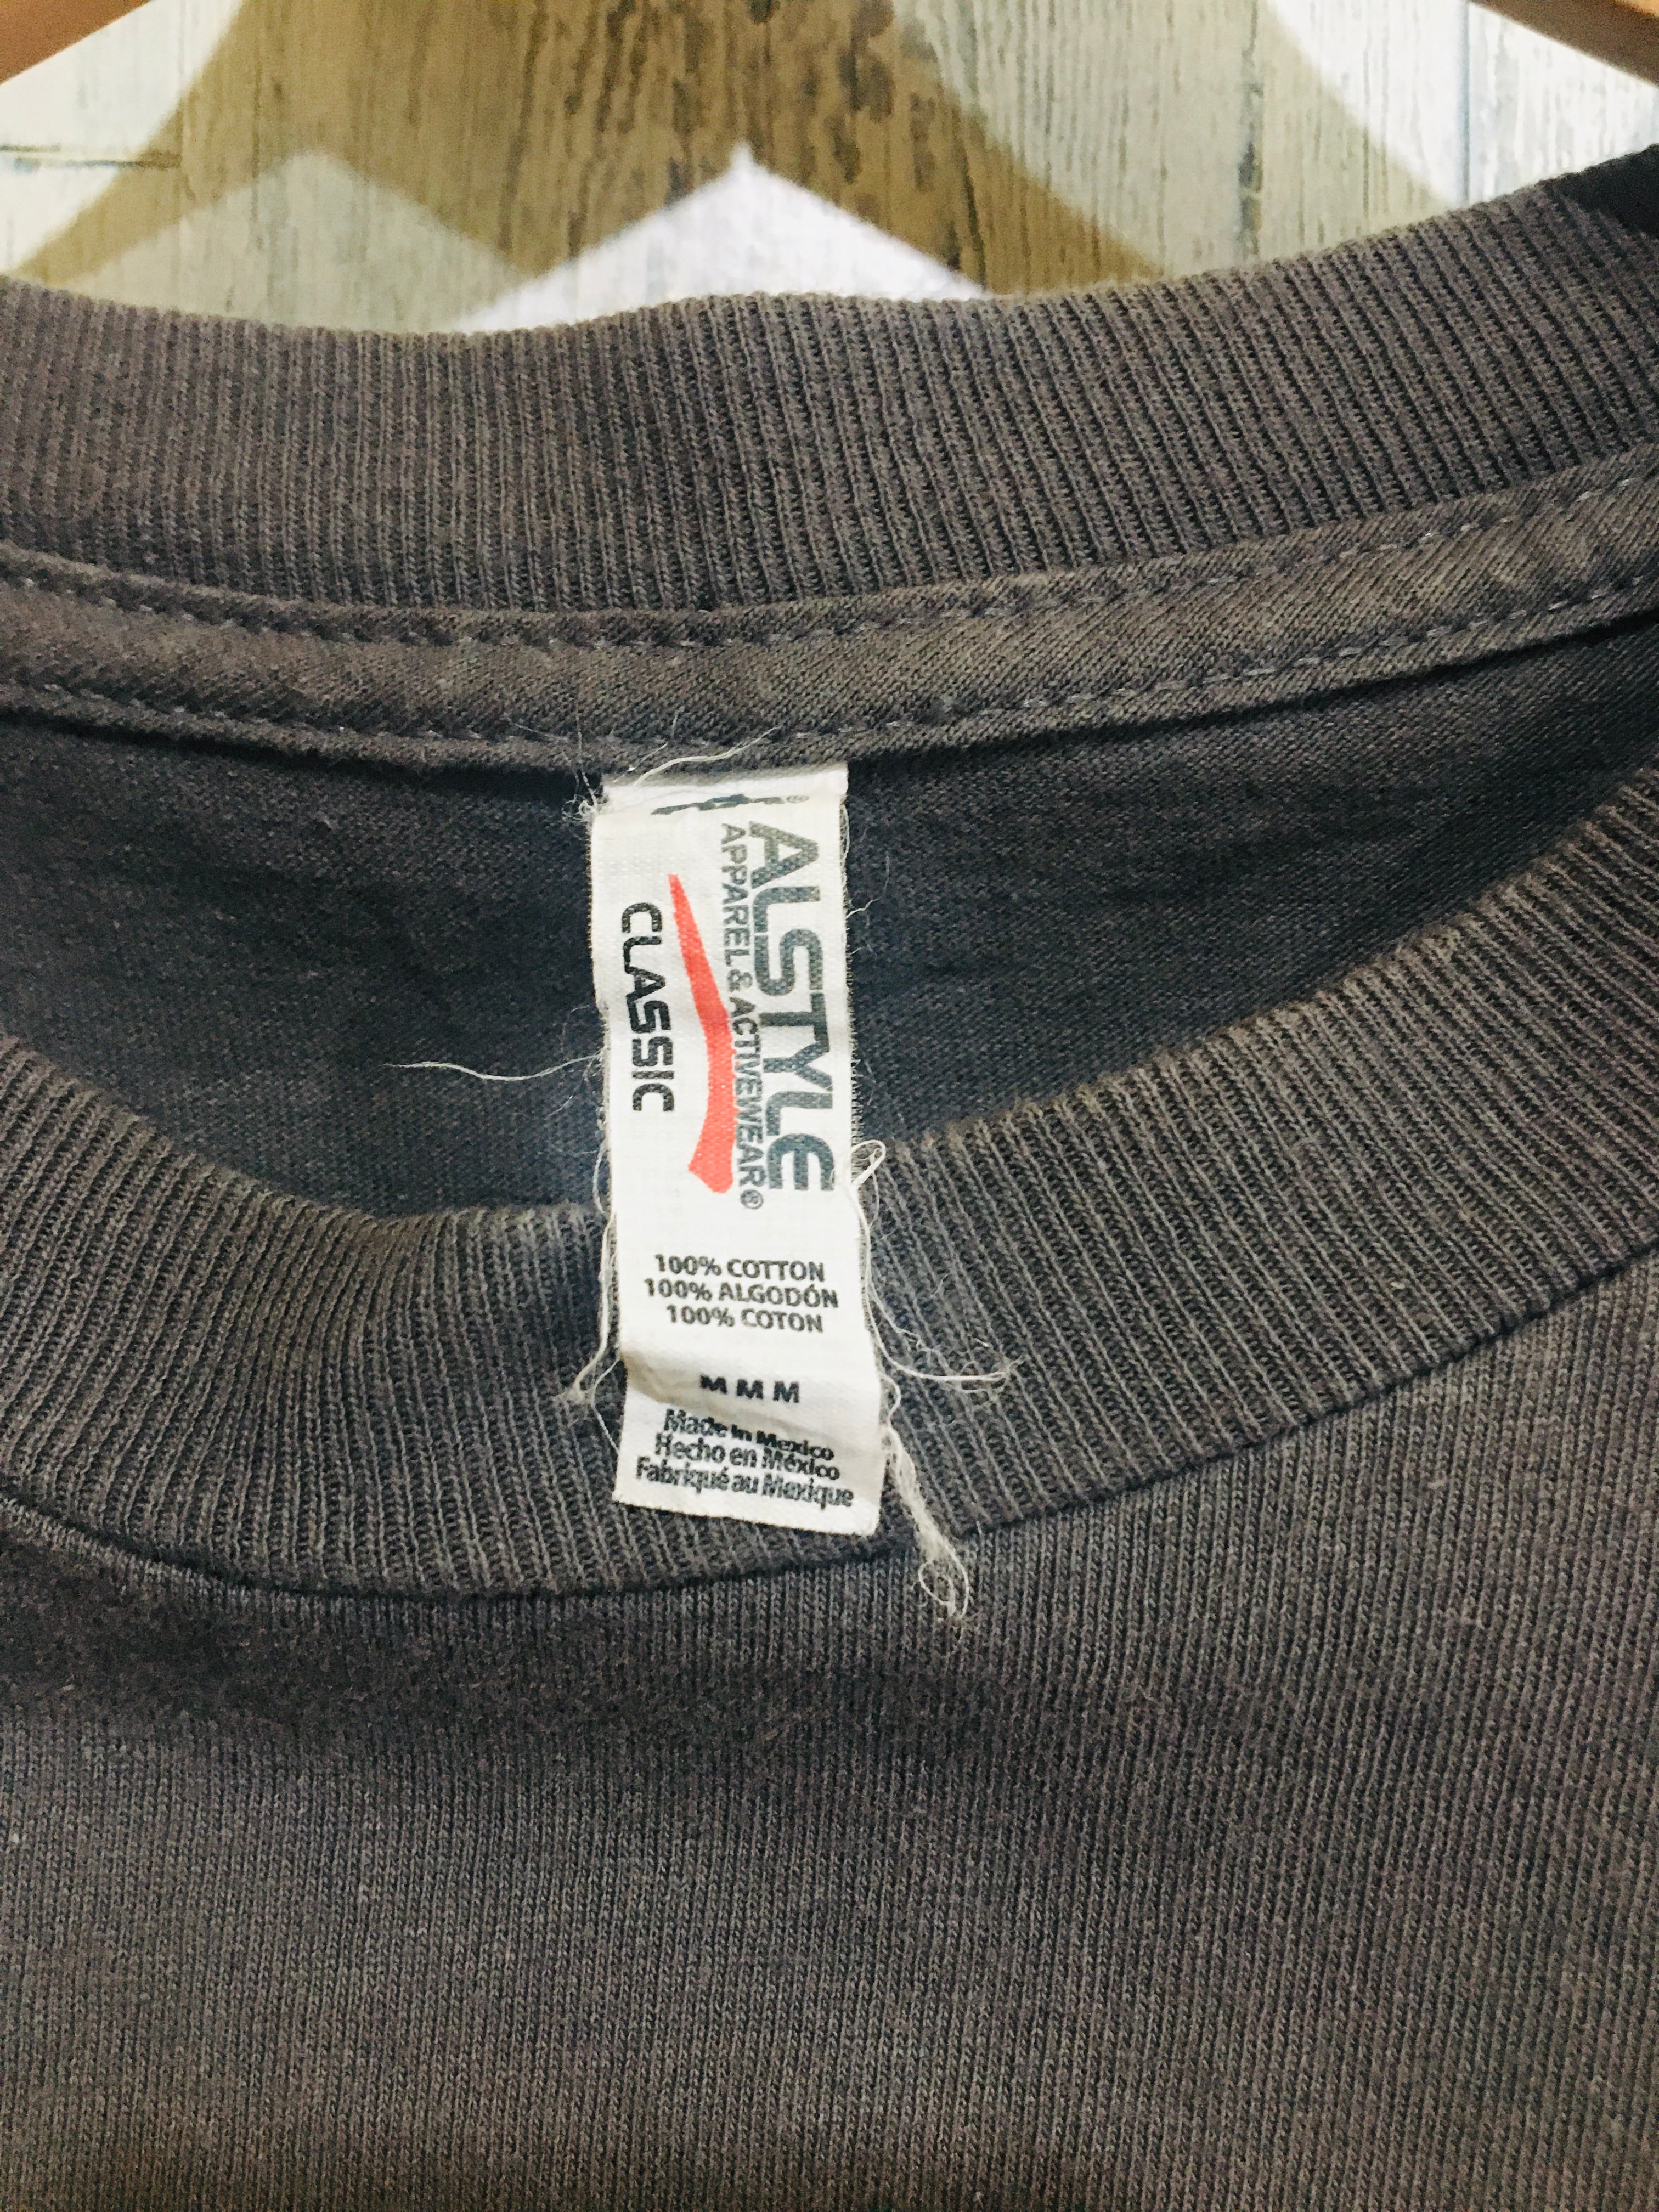 ALSTYLE
APPAREL & ACTIVEWEAR®
CLASSIC
100% COTTON
100% ALGODÓN
100% COTON
M M M
Made in Mexico
Hecho en México
Fabriqué au Mexique